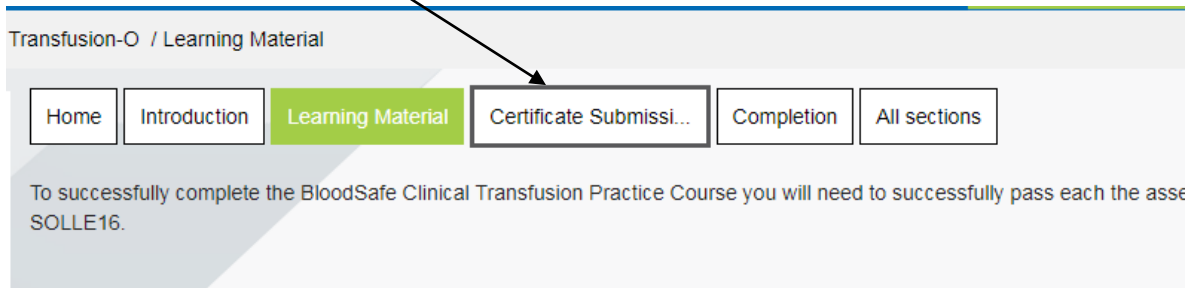 Transfusion-O / Learning Material
Home Introduction Learning Material Certificate Submissi... Completion All sections
To successfully complete the BloodSafe Clinical Transfusion Practice Course you will need to successfully pass each the asse
SOLLE16.